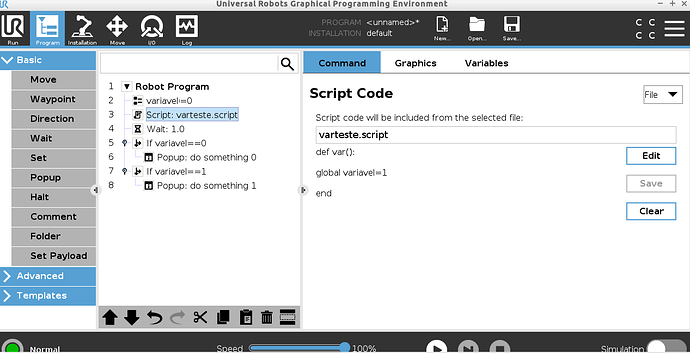 Universal Robots Graphical Programming Environment
UR
Run
Program
Installation
Move
I/O
Log
PROGRAM <unnamed>*
INSTALLATION default
New...
Open...
Save...
C C
C C
Basic
Move
Waypoint
Direction
Wait
Set
Popup
Halt
Comment
Folder
Set Payload
Advanced
Templates
1 Robot Program
2 variavel:=0
3 Script: varteste.script
4 Wait: 1.0
5 If variavel==0
6 Popup: do something 0
7 If variavel==1
8 Popup: do something 1
Command
Graphics
Variables
Script Code
File
Script code will be included from the selected file:
varteste.script
def var():
global variavel=1
end
Edit
Save
Clear
Normal
Speed
100%
Simulation